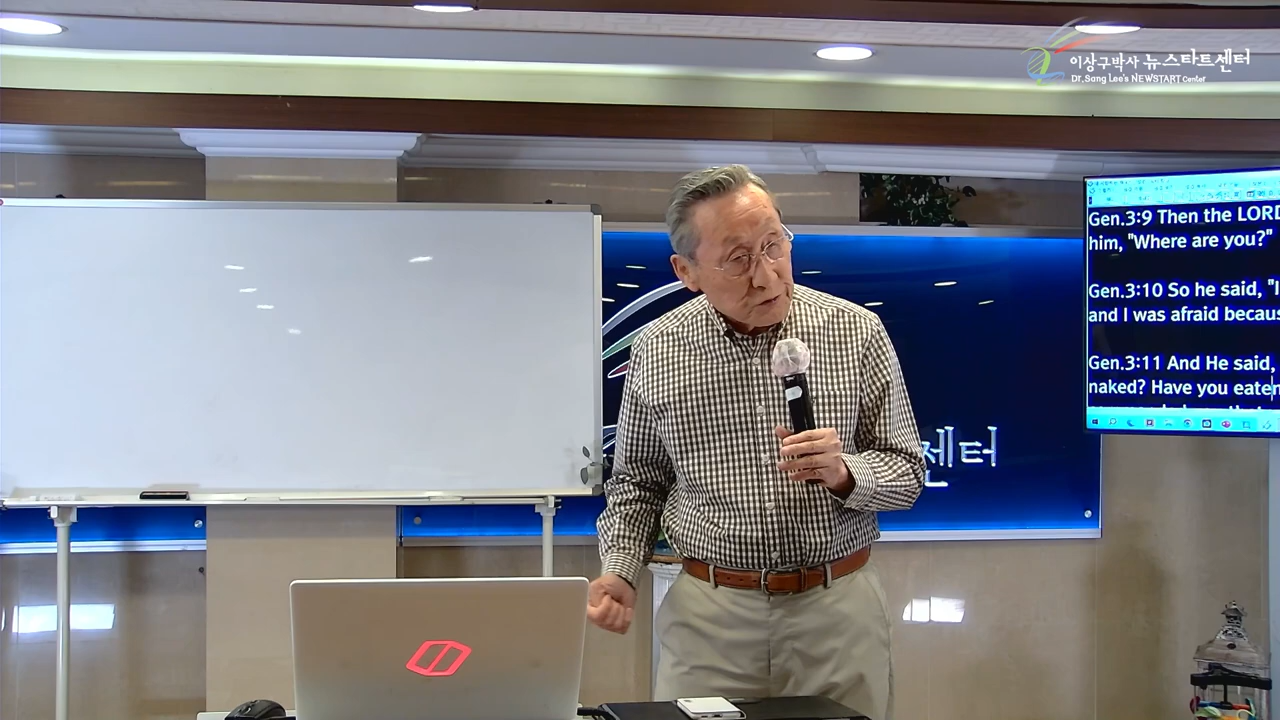 이상구박사 뉴스타트센터
Dr. Sang Lee's NEWSTART Center
Gen.3:9 Then the LORD
him, "Where are you?"
Gen.3:10 So he said, "I
and I was afraid becaus
Gen.3:11 And He said,
naked? Have you eaten
센터